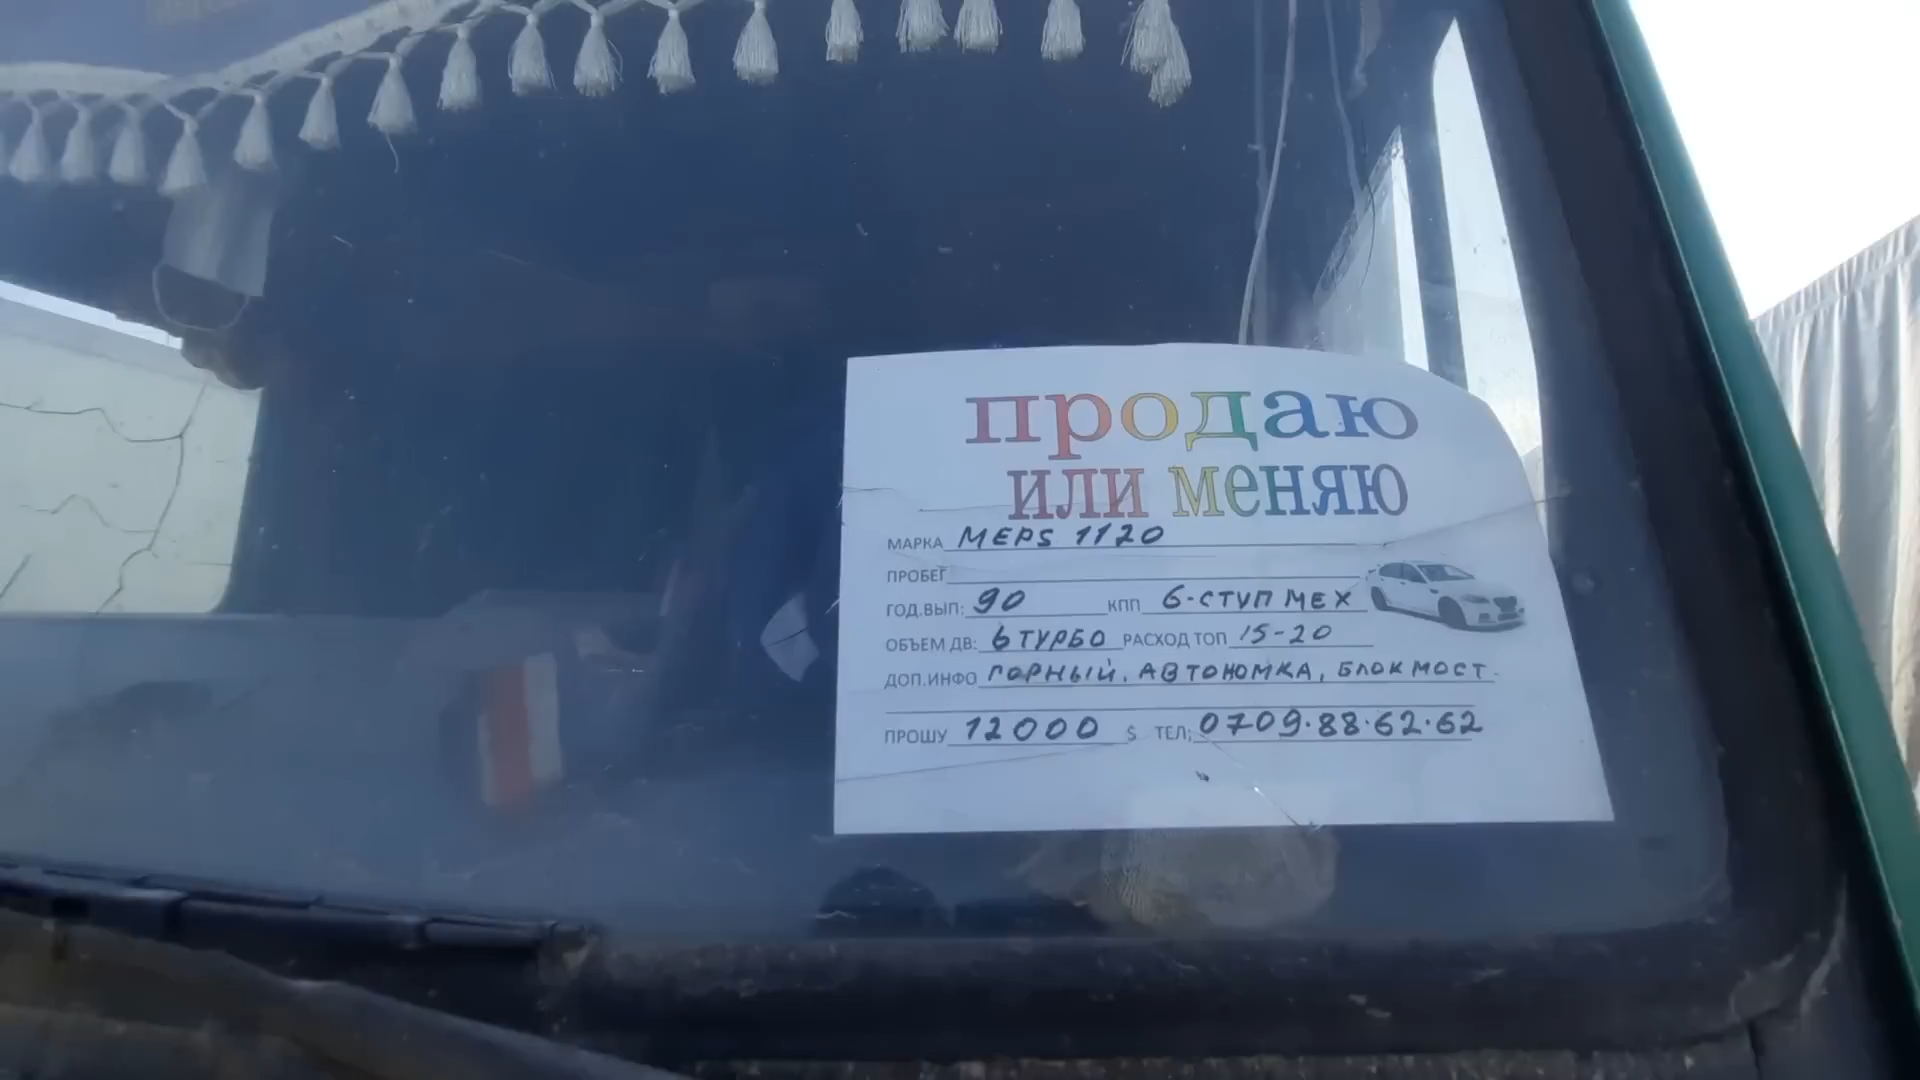 продаю
или меняю
МАРКА МЕРS 1120
ПРОБЕГ
ГОД.ВЫП: 90 КПП 6-СТУП МЕХ
ОБЪЕМ ДВ: 6 ТУРБО РАСХОД ТОП 15-20
ДОП.ИНФО ГОРНЫЙ. АВТОНОМКА, БЛОК МОСТ.
ПРОШУ 12000 $ ТЕЛ: 0709.88.62.62